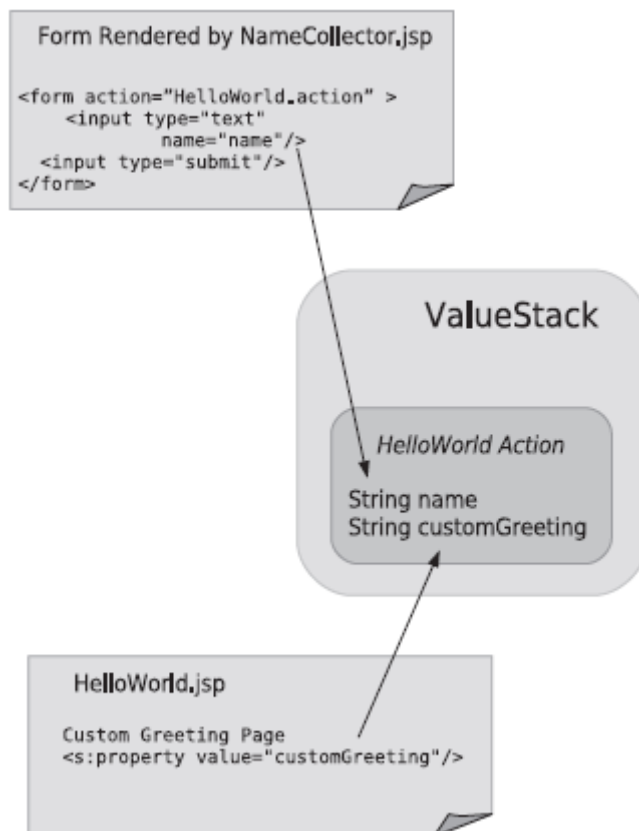 Form Rendered by NameCollector.jsp
<form action=”HelloWorld.action” >
<input type="text"
name="name"/>
<input type="submit"/>
</form>
ValueStack
HelloWorld Action
String name
String customGreeting
HelloWorld.jsp
Custom Greeting Page
<s:property value="customGreeting"/>